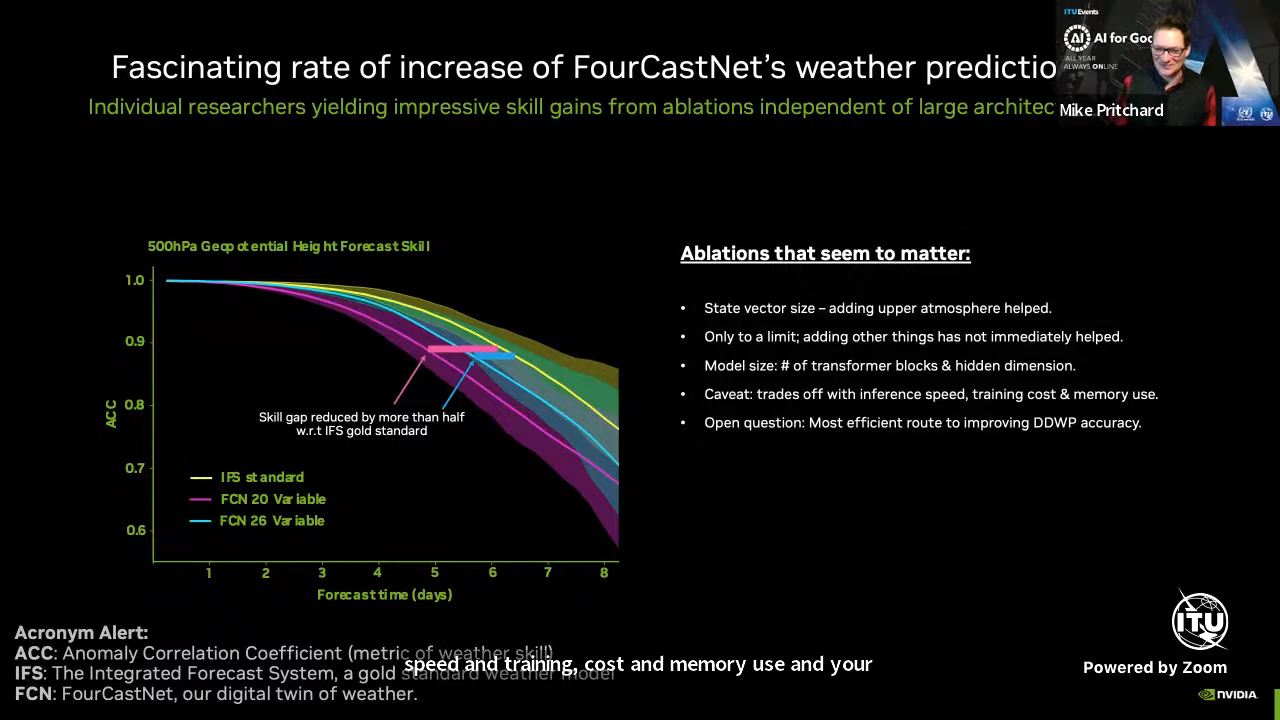 Fascinating rate of increase of FourCastNet's weather predictio
Individual researchers yielding impressive skill gains from ablations independent of large architec
ITUEvents
AI
AI for Goo
ALL YEAR
ALWAYS ONLINE
Mike Pritchard
500hPa Geopotential Height Forecast Skill
1.0
0.9
0.8
0.7
0.6
ACC
Skill gap reduced by more than half
w.r.t IFS gold standard
IFS standard
FCN 20 Variable
FCN 26 Variable
1 2 3 4 5 6 7 8
Forecast time (days)
Ablations that seem to matter:
• State vector size – adding upper atmosphere helped.
• Only to a limit; adding other things has not immediately helped.
• Model size: # of transformer blocks & hidden dimension.
• Caveat: trades off with inference speed, training cost & memory use.
• Open question: Most efficient route to improving DDWP accuracy.
Acronym Alert:
ACC: Anomaly Correlation Coefficient (metric of weather skill)
IFS: The Integrated Forecast System, a gold standard weather model
FCN: FourCastNet, our digital twin of weather.
speed and training, cost and memory use and your
ITU
Powered by Zoom
NVIDIA